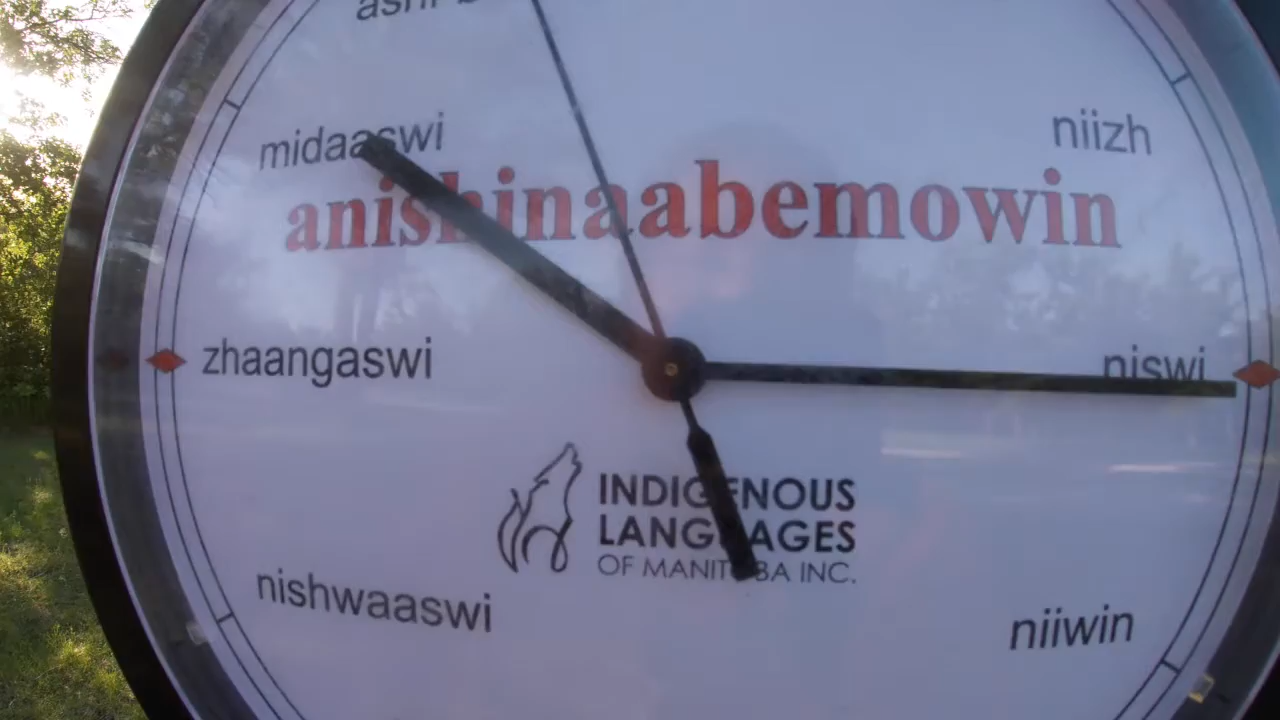 midaaswi
niizh
anishinaabemowin
zhaangaswi
niswi
INDIGENOUS
LANGUAGES
OF MANITOBA INC.
nishwaaswi
niiwin